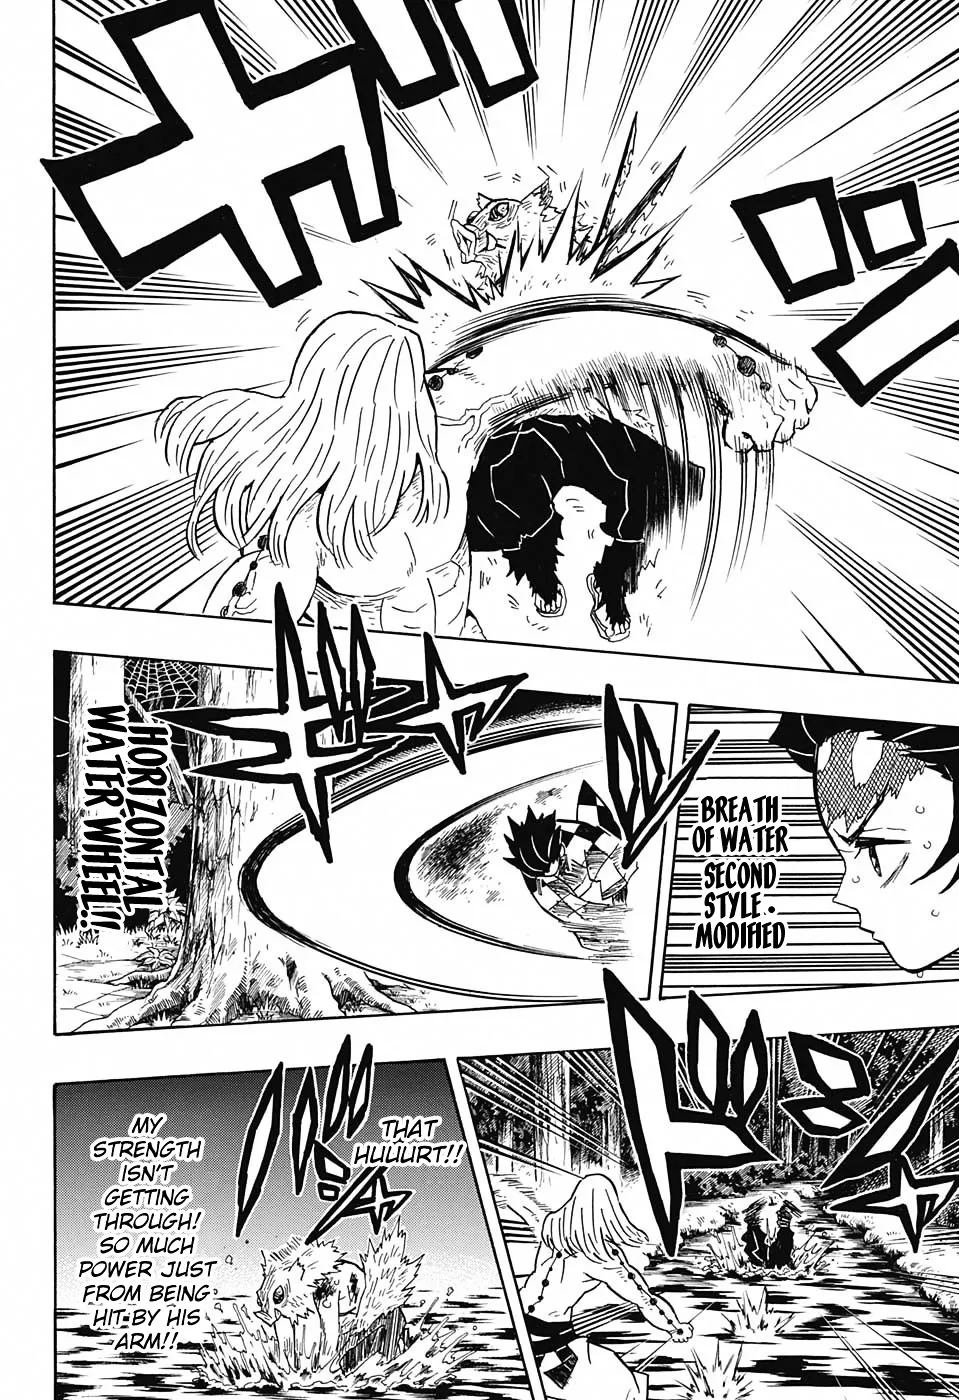 BREATH
OF WATER
SECOND
STYLE •
MODIFIED
HORIZONTAL
WATER WHEEL!!
THAT
HUUURT!!
MY
STRENGTH
ISN'T
GETTING
THROUGH!
SO MUCH
POWER JUST
FROM BEING
HIT BY HIS
ARM!!